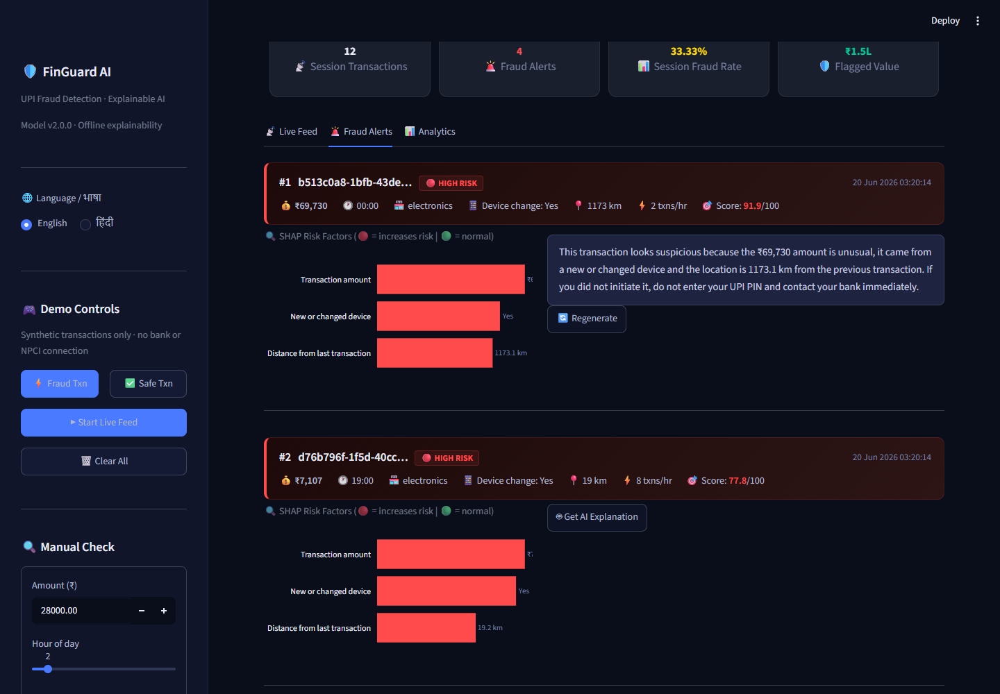 Deploy
FinGuard AI
UPI Fraud Detection · Explainable AI
Model v2.0.0 · Offline explainability
Language / भाषा
English
हिंदी
Demo Controls
Synthetic transactions only · no bank or
NPCI connection
Fraud Txn
Safe Txn
Start Live Feed
Clear All
Manual Check
Amount (₹)
28000.00
Hour of day
2
12
Session Transactions
4
Fraud Alerts
33.33%
Session Fraud Rate
₹1.5L
Flagged Value
Live Feed
Fraud Alerts
Analytics
#1 b513c0a8-1bfb-43de... HIGH RISK 20 Jun 2026 03:20:14
₹69,730 00:00 electronics Device change: Yes 1173 km 2 txns/hr Score: 91.9/100
SHAP Risk Factors ( = increases risk | = normal)
Transaction amount
New or changed device Yes
Distance from last transaction 1173.1 km
This transaction looks suspicious because the ₹69,730 amount is unusual, it came from
a new or changed device and the location is 1173.1 km from the previous transaction. If
you did not initiate it, do not enter your UPI PIN and contact your bank immediately.
Regenerate
#2 d76b796f-1f5d-40cc... HIGH RISK 20 Jun 2026 03:20:14
₹7,107 19:00 electronics Device change: Yes 19 km 8 txns/hr Score: 77.8/100
SHAP Risk Factors ( = increases risk | = normal)
Get AI Explanation
Transaction amount
New or changed device Yes
Distance from last transaction 19.2 km